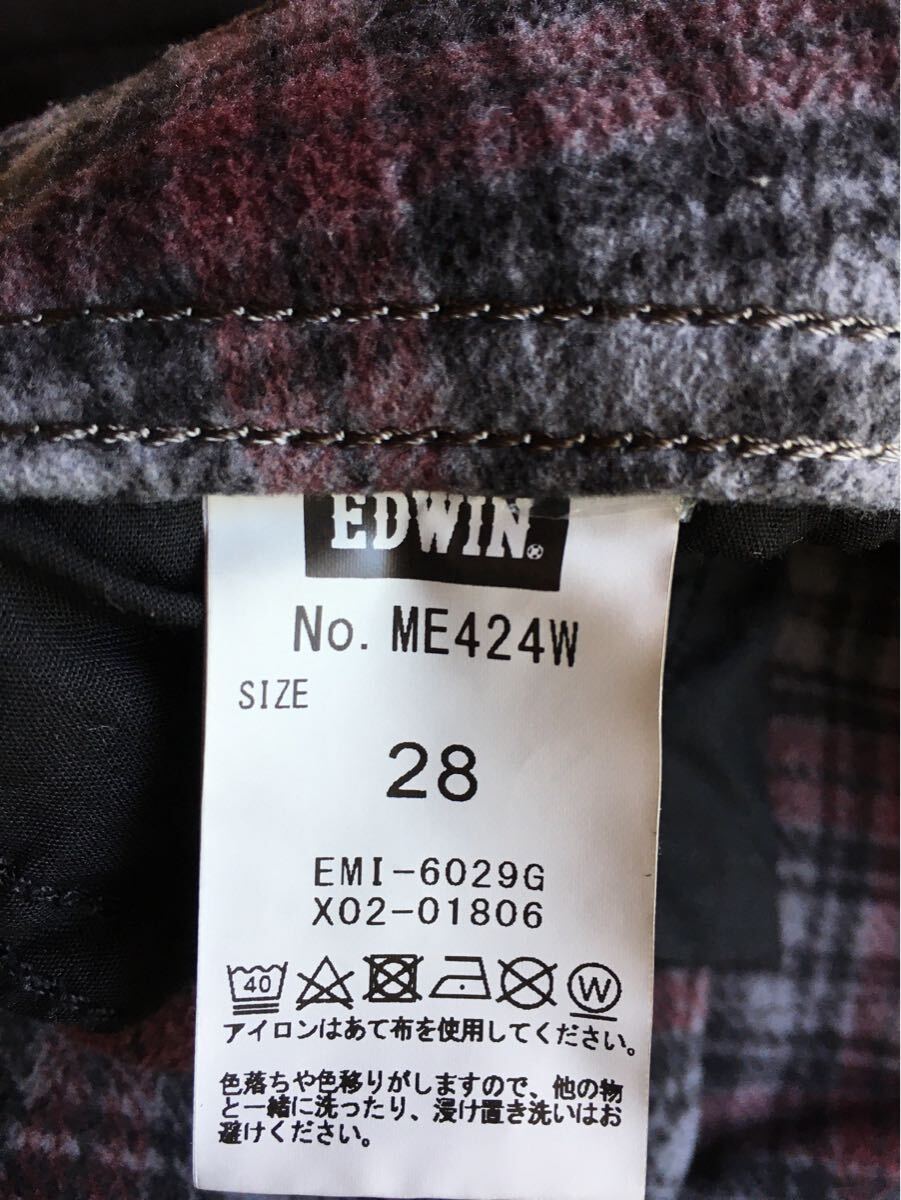 EDWIN®
No. ME424W
SIZE
28
EMI-6029G
X02-01806
40 W
アイロンはあて布を使用してください。
色落ちや色移りがしますので、他の物
と一緒に洗ったり、浸け置き洗いはお
避けください。